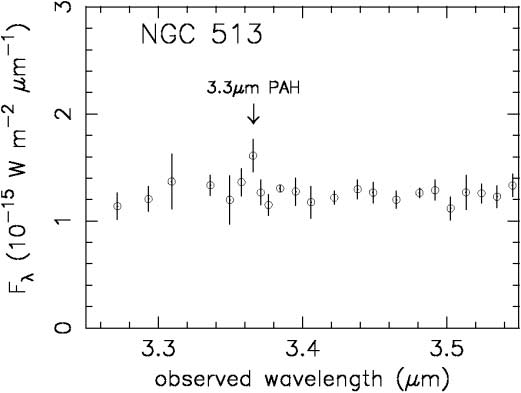 NGC 513
3.3μm PAH
3
2
1
0
F_λ (10^−15 W m^−2 μm^−1)
3.3 3.4 3.5
observed wavelength (μm)